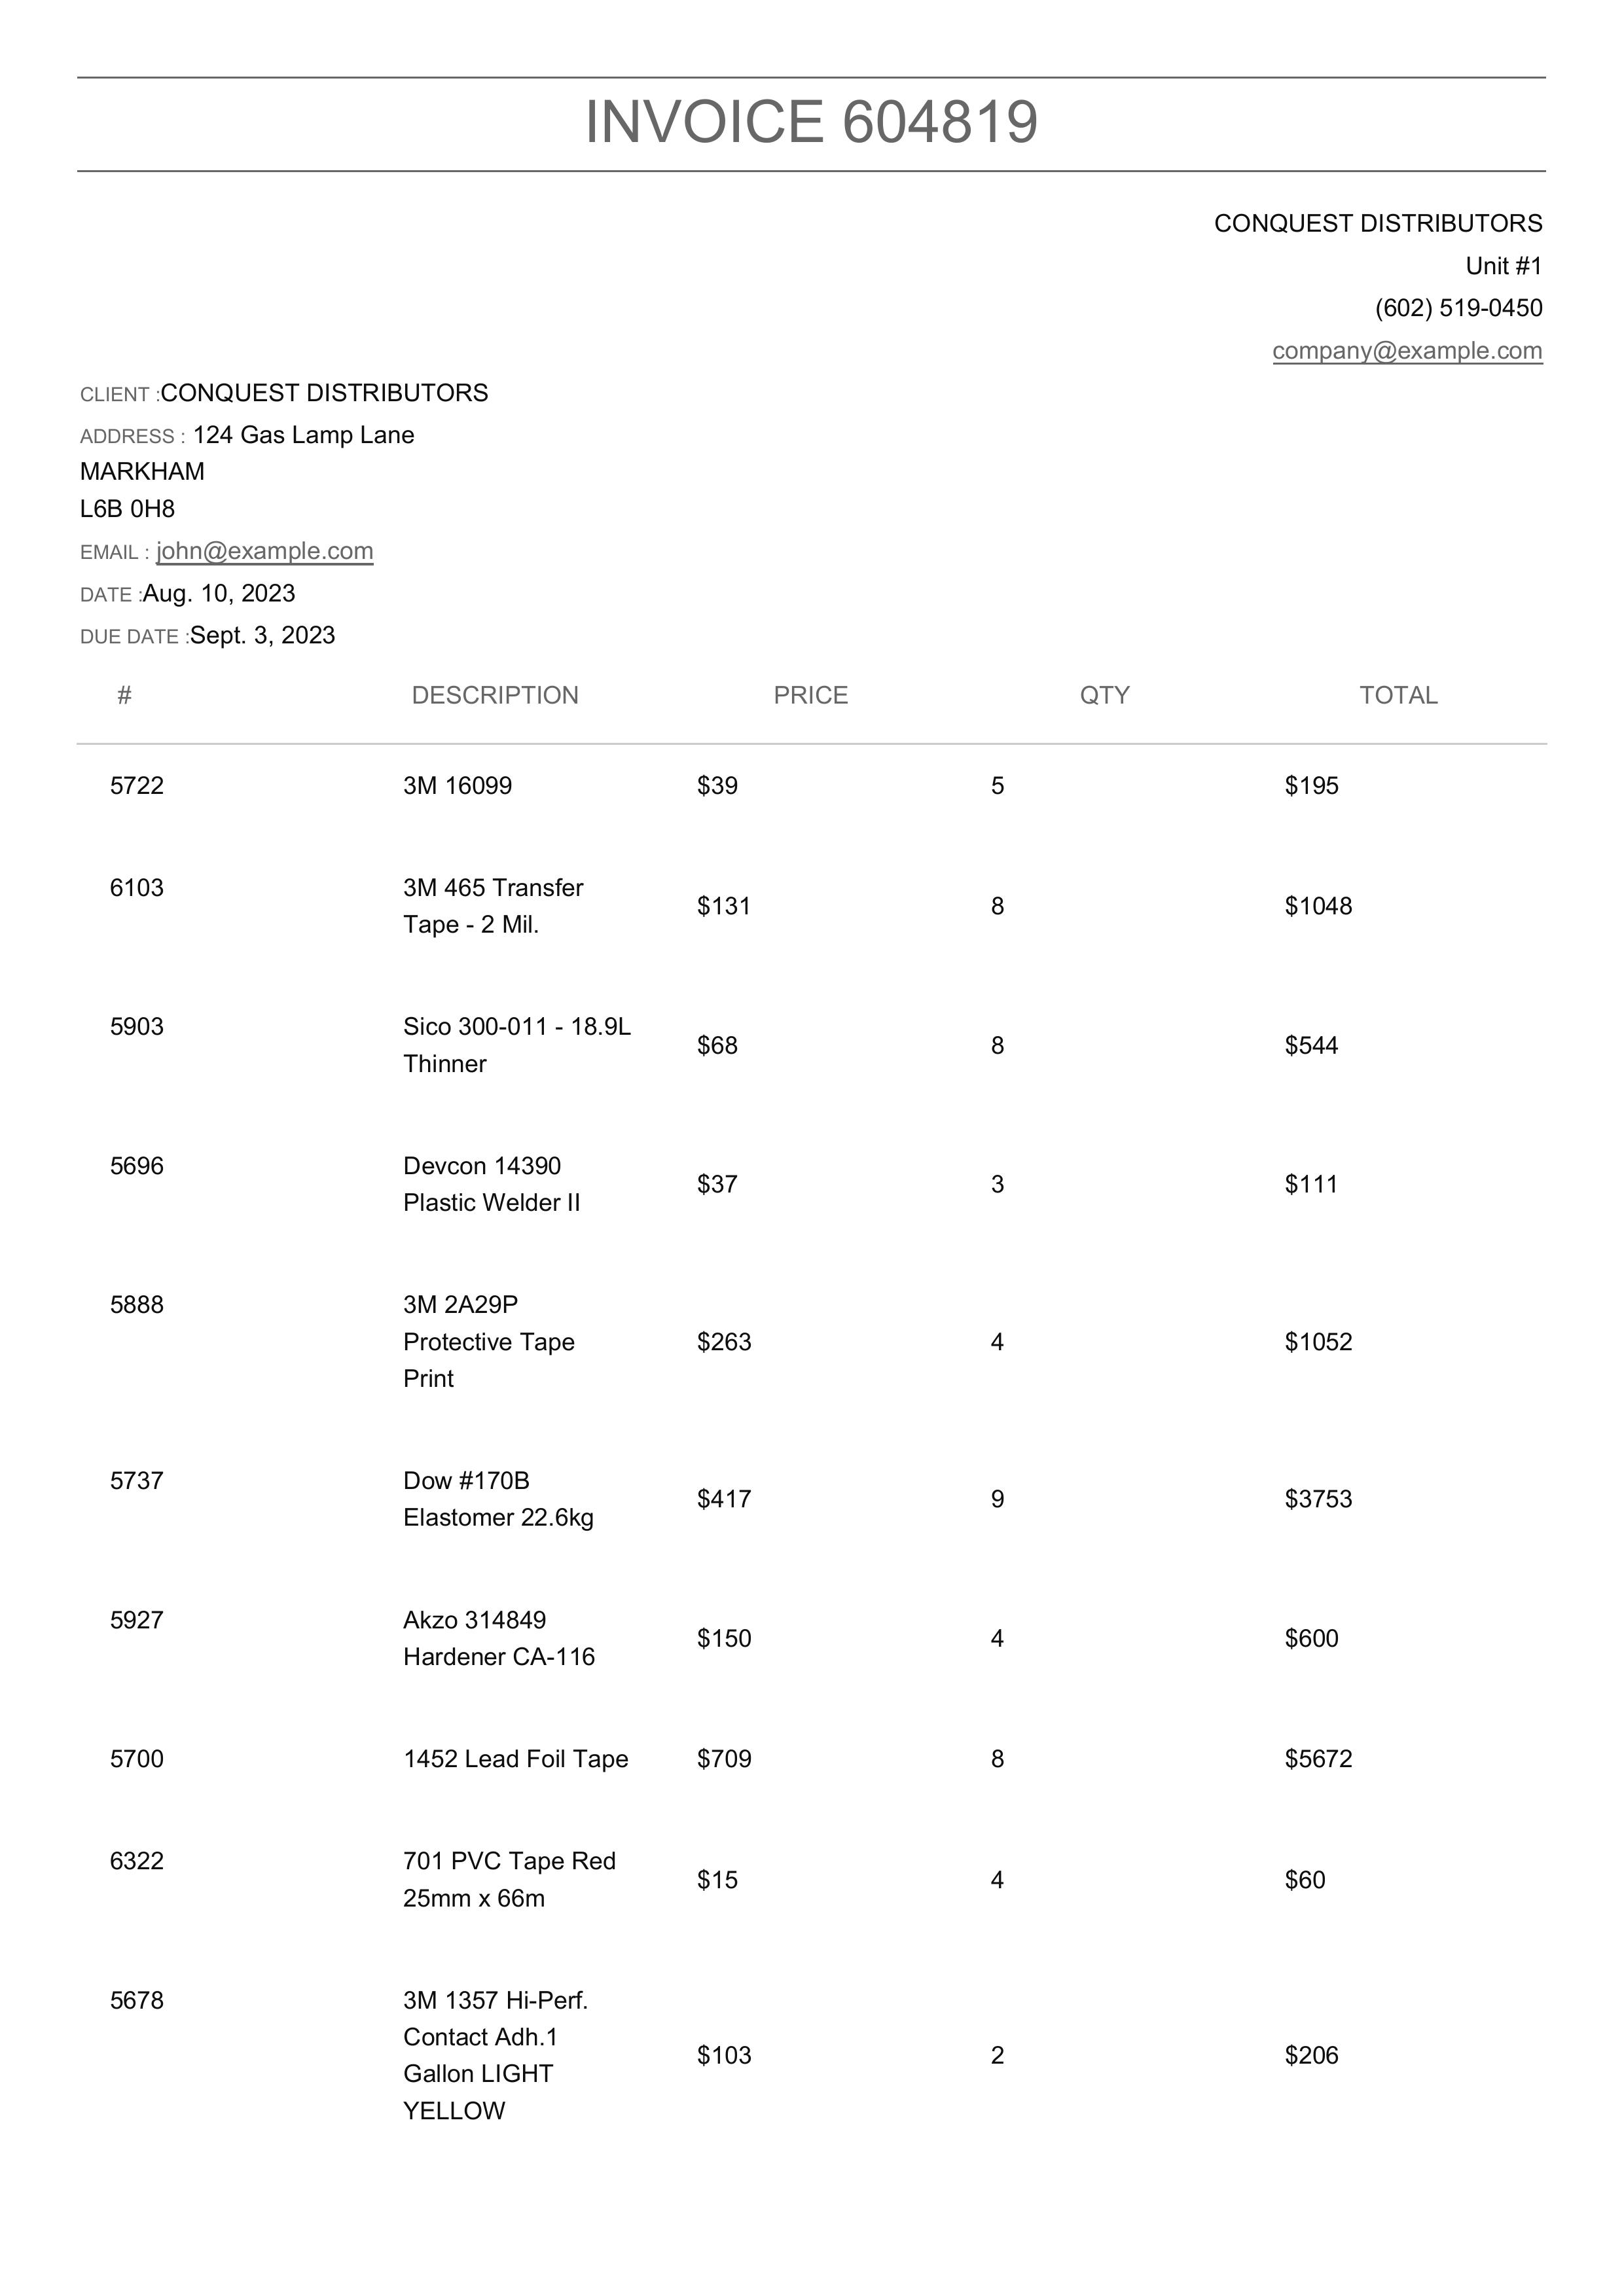 INVOICE 604819
CONQUEST DISTRIBUTORS
Unit #1
(602) 519-0450
company@example.com
CLIENT :CONQUEST DISTRIBUTORS
ADDRESS : 124 Gas Lamp Lane
MARKHAM
L6B 0H8
EMAIL : john@example.com
DATE :Aug. 10, 2023
DUE DATE :Sept. 3, 2023
# DESCRIPTION PRICE QTY TOTAL
5722 3M 16099 $39 5 $195
6103 3M 465 Transfer
Tape - 2 Mil. $131 8 $1048
5903 Sico 300-011 - 18.9L
Thinner $68 8 $544
5696 Devcon 14390
Plastic Welder II $37 3 $111
5888 3M 2A29P
Protective Tape $263 4 $1052
Print
5737 Dow #170B
Elastomer 22.6kg $417 9 $3753
5927 Akzo 314849
Hardener CA-116 $150 4 $600
5700 1452 Lead Foil Tape $709 8 $5672
6322 701 PVC Tape Red
25mm x 66m $15 4 $60
5678 3M 1357 Hi-Perf.
Contact Adh.1
Gallon LIGHT $103 2 $206
YELLOW